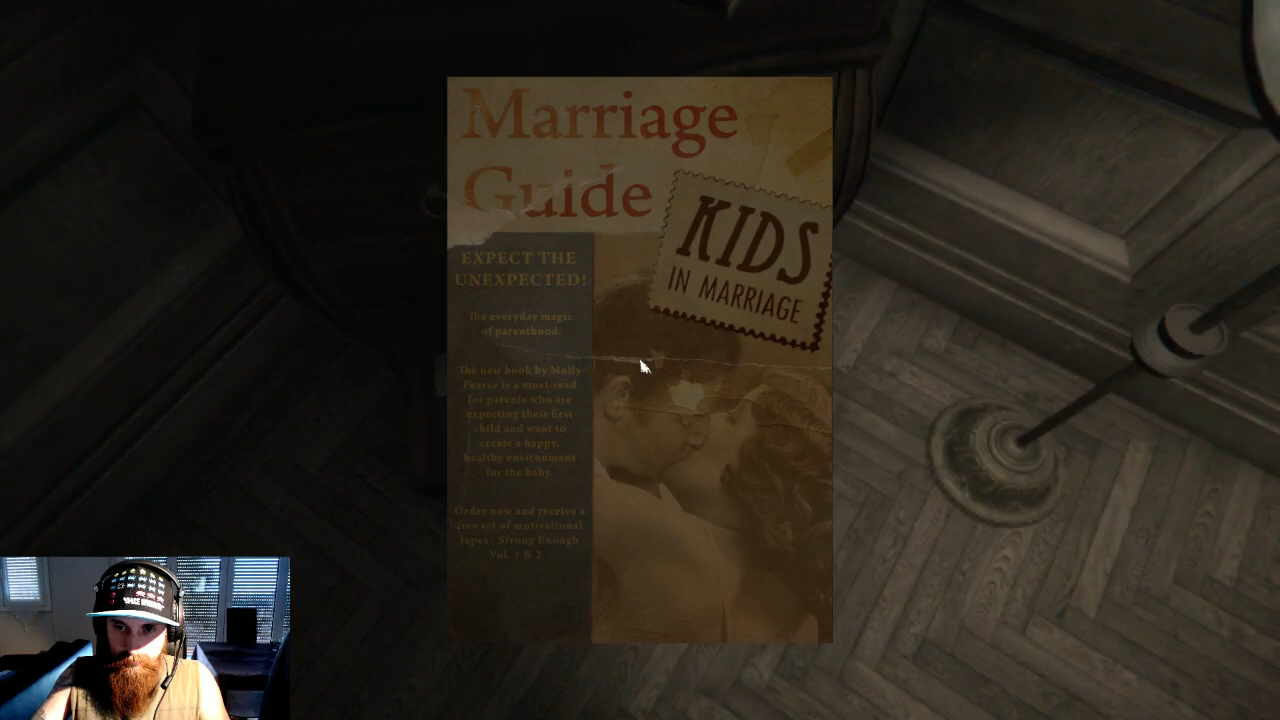 Marriage
Guide
KIDS
IN MARRIAGE
EXPECT THE
UNEXPECTED!
The everyday magic
of parenthood.
The new book by Molly
Pearce is a must-read
for parents who are
expecting their first
child and want to
create a happy,
healthy environment
for the baby.
Order now and receive a
free set of motivational
tapes - Strong Enough
Vol. 1 & 2.